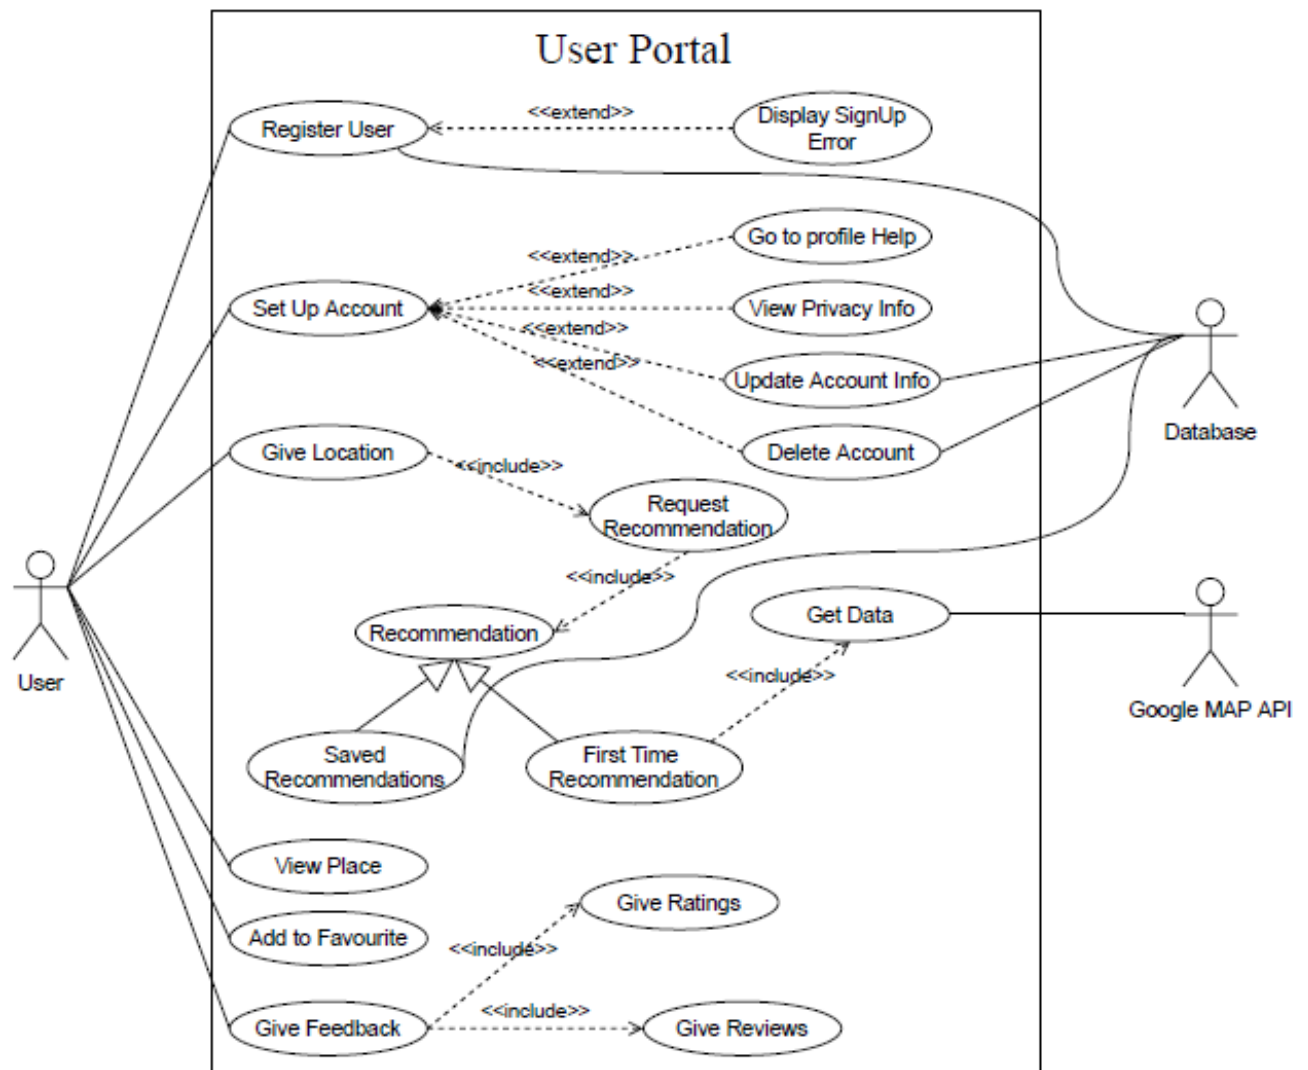 User Portal
<<extend>>
Register User
Display SignUp
Error
Go to profile Help
<<extend>>
<<extend>>
Set Up Account
View Privacy Info
<<extend>>
<<extend>>
Update Account Info
Database
Give Location
Delete Account
<<include>>
Request
Recommendation
<<include>>
Recommendation
Get Data
User
<<include>>
Google MAP API
Saved
Recommendations
First Time
Recommendation
View Place
Give Ratings
Add to Favourite
<<include>>
<<include>>
Give Feedback
Give Reviews